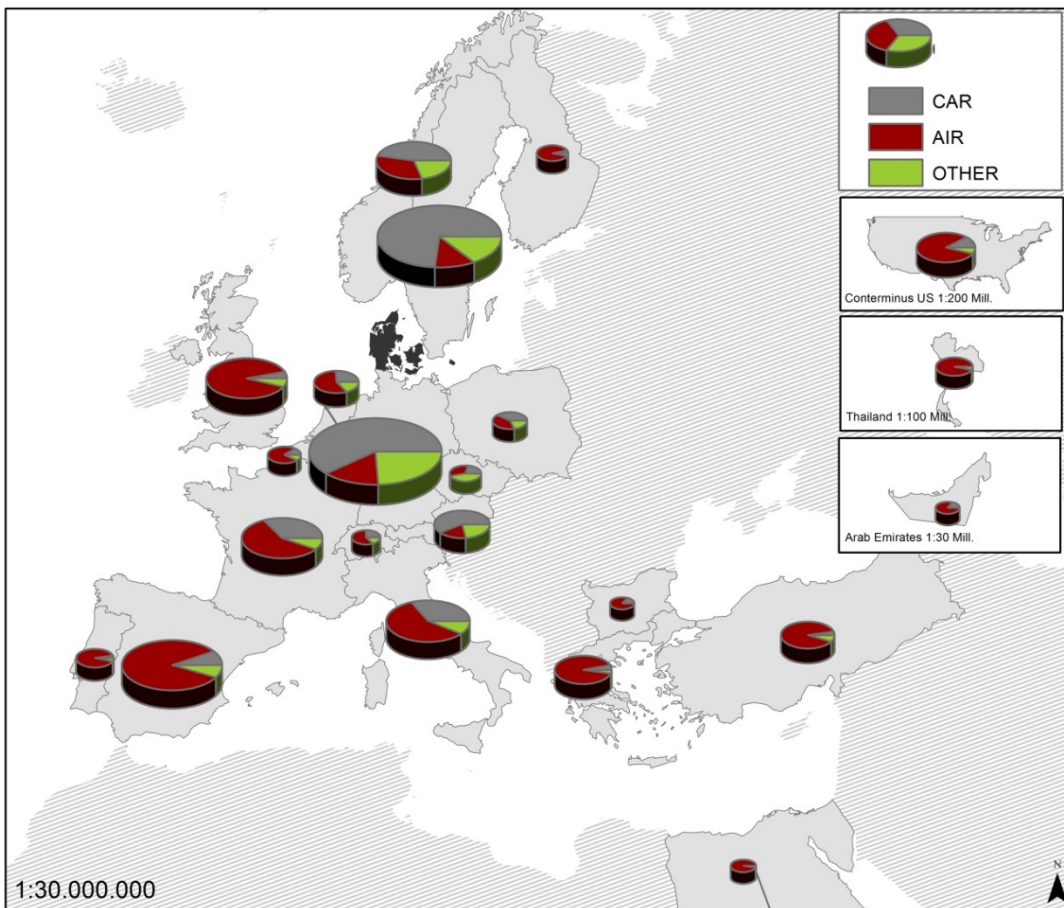 CAR
AIR
OTHER
Conterminus US 1:200 Mill.
Thailand 1:100 Mill.
Arab Emirates 1:30 Mill.
1:30.000.000
N